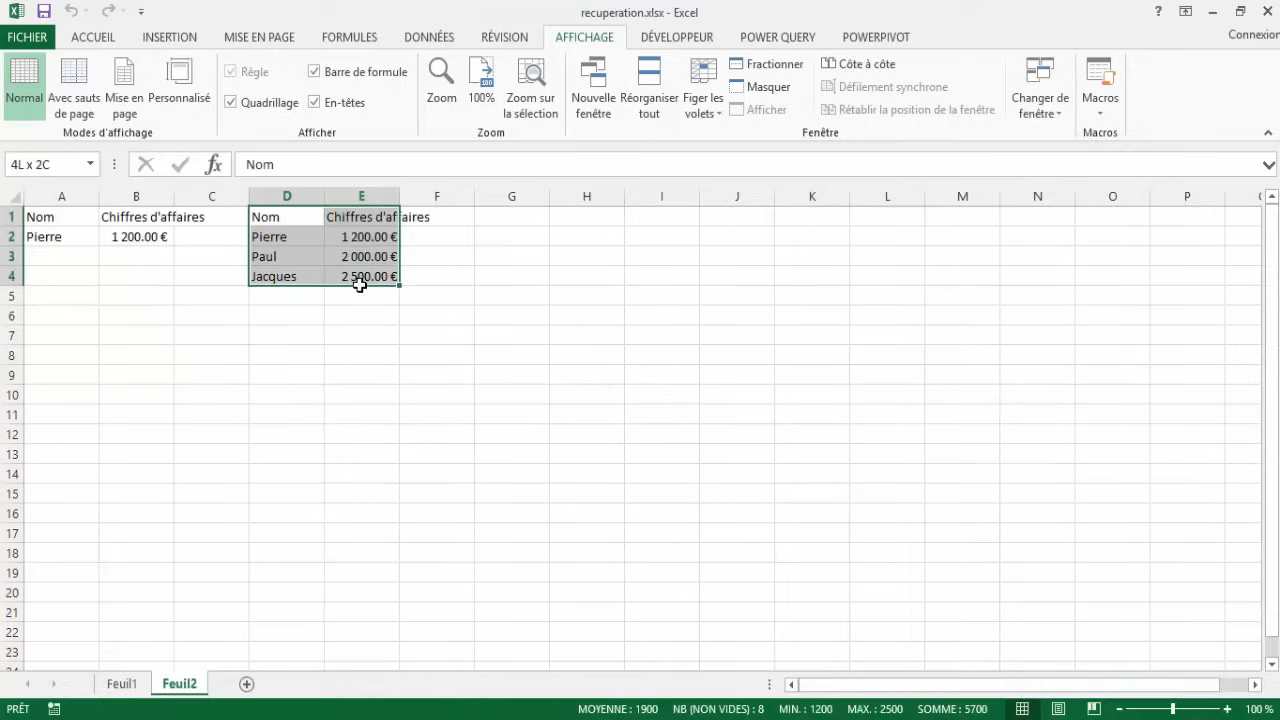 recuperation.xlsx - Excel
?
FICHIER ACCUEIL INSERTION MISE EN PAGE FORMULES DONNÉES RÉVISION AFFICHAGE DÉVELOPPEUR POWER QUERY POWERPIVOT Connexion
Normal
Avec sauts
de page
Mise en
page
Personnalisé
Modes d'affichage
Règle
Barre de formule
Quadrillage
En-têtes
Afficher
Zoom
100
100%
Zoom sur
la sélection
Zoom
Nouvelle
fenêtre
Réorganiser
tout
Figer les
volets
Fractionner
Masquer
Afficher
Côte à côte
Défilement synchrone
Rétablir la position de la fenêtre
Changer de
fenêtre
Fenêtre
Macros
Macros
4L x 2C fx Nom
A B C D E F G H I J K L M N O P
1 Nom Chiffres d'affaires Nom Chiffres d'affaires
2 Pierre 1 200.00 € Pierre 1 200.00 €
3 Paul 2 000.00 €
4 Jacques 2 500.00 €
5
6
7
8
9
10
11
12
13
14
15
16
17
18
19
20
21
22
23
Feuil1 Feuil2
PRÊT MOYENNE : 1900 NB (NON VIDES) : 8 MIN. : 1200 MAX. : 2500 SOMME : 5700 100 %